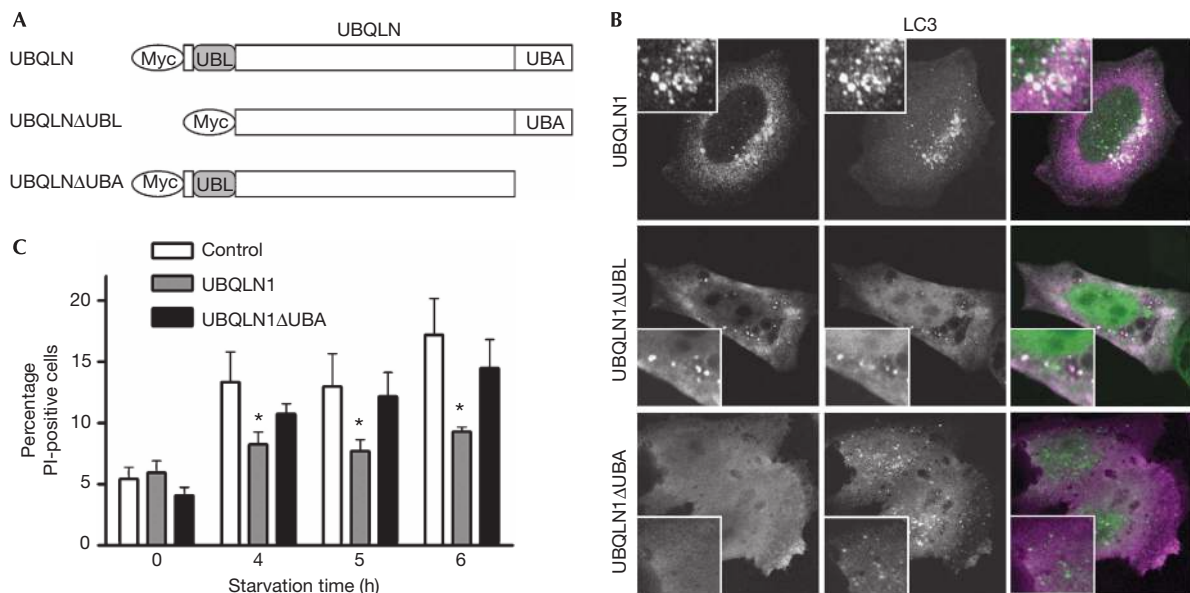 A
UBQLN
UBQLN Myc UBL UBA
UBQLNΔUBL Myc UBA
UBQLNΔUBA Myc UBL
B
LC3
UBQLN1
UBQLN1ΔUBL
UBQLN1ΔUBA
C
Control
UBQLN1
UBQLN1ΔUBA
Percentage
PI-positive cells
20
15
10
5
0
* * *
0 4 5 6
Starvation time (h)